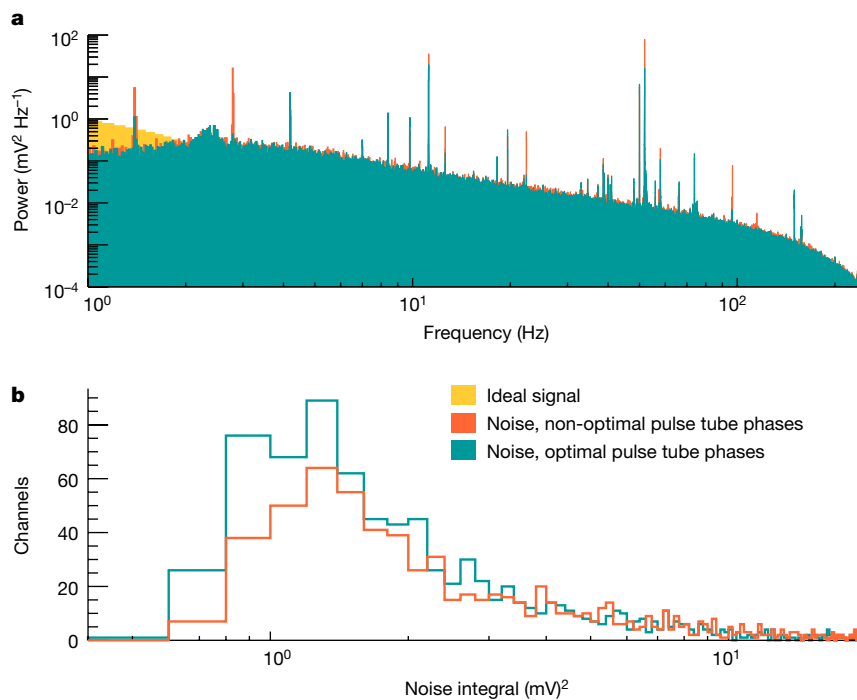 a
10²
10⁰
10⁻²
10⁻⁴
Power (mV² Hz⁻¹)
10⁰
10¹
10²
Frequency (Hz)
b
Ideal signal
Noise, non-optimal pulse tube phases
Noise, optimal pulse tube phases
80
60
40
20
0
Channels
10⁰
10¹
Noise integral (mV)²